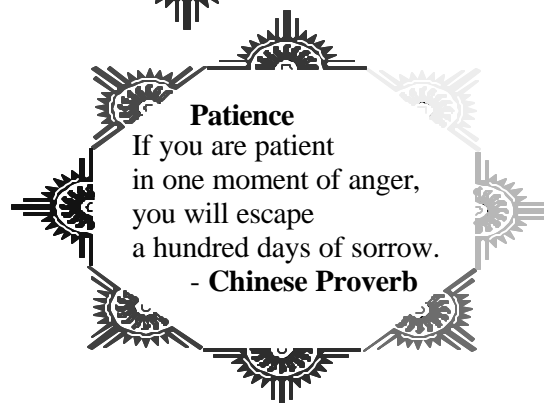 Patience
If you are patient
in one moment of anger,
you will escape
a hundred days of sorrow.
- Chinese Proverb